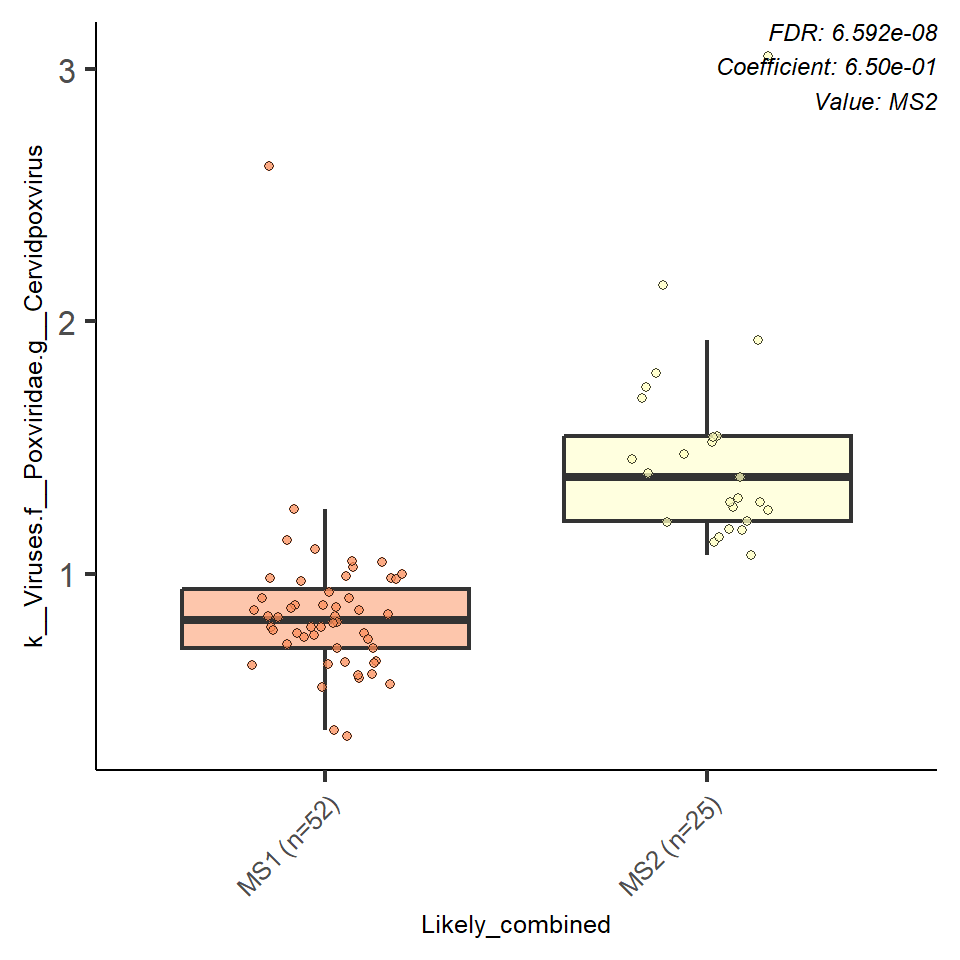 FDR: 6.592e-08
Coefficient: 6.50e-01
Value: MS2
k__Viruses.f__Poxviridae.g__Cervidpoxvirus
3
2
1
MS1 (n=52)
MS2 (n=25)
Likely_combined